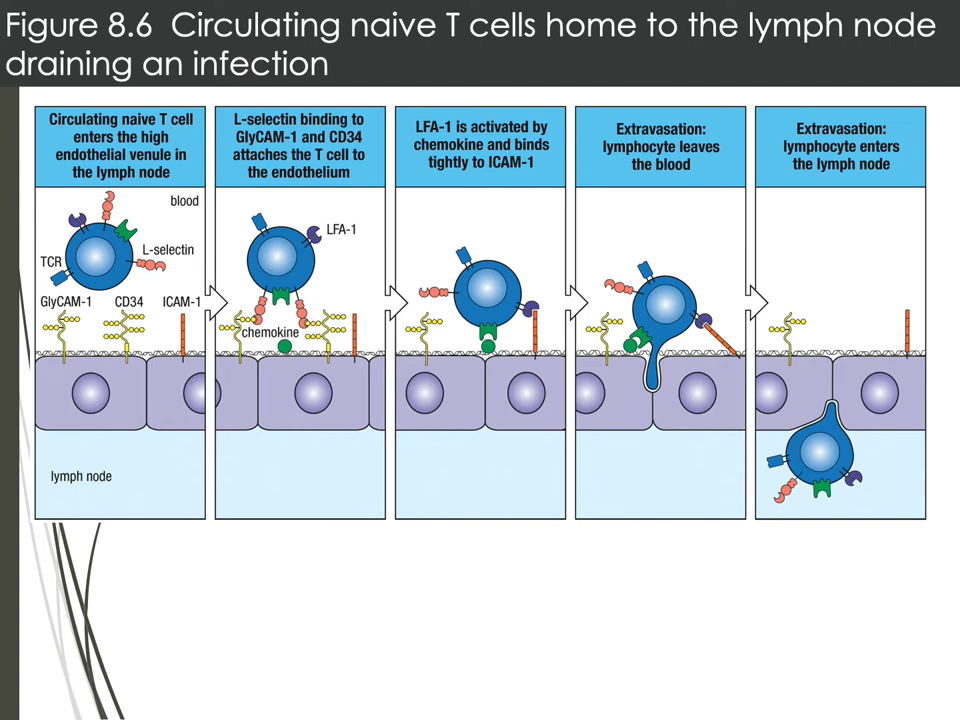 Figure 8.6  Circulating naive T cells home to the lymph node
draining an infection
Circulating naive T cell
enters the high
endothelial venule in
the lymph node
L-selectin binding to
GlyCAM-1 and CD34
attaches the T cell to
the endothelium
LFA-1 is activated by
chemokine and binds
tightly to ICAM-1
Extravasation:
lymphocyte leaves
the blood
Extravasation:
lymphocyte enters
the lymph node
blood
L-selectin
TCR
GlyCAM-1
CD34
ICAM-1
lymph node
LFA-1
chemokine